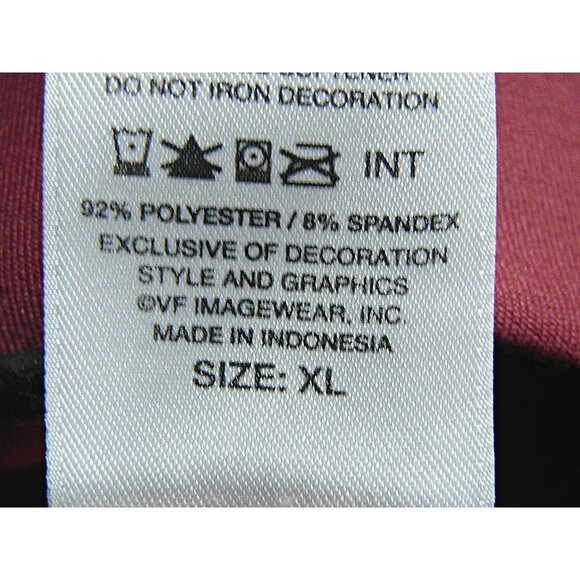 SOFTENER
DO NOT IRON DECORATION
INT
92% POLYESTER / 8% SPANDEX
EXCLUSIVE OF DECORATION
STYLE AND GRAPHICS
©VF IMAGEWEAR, INC.
MADE IN INDONESIA
SIZE: XL